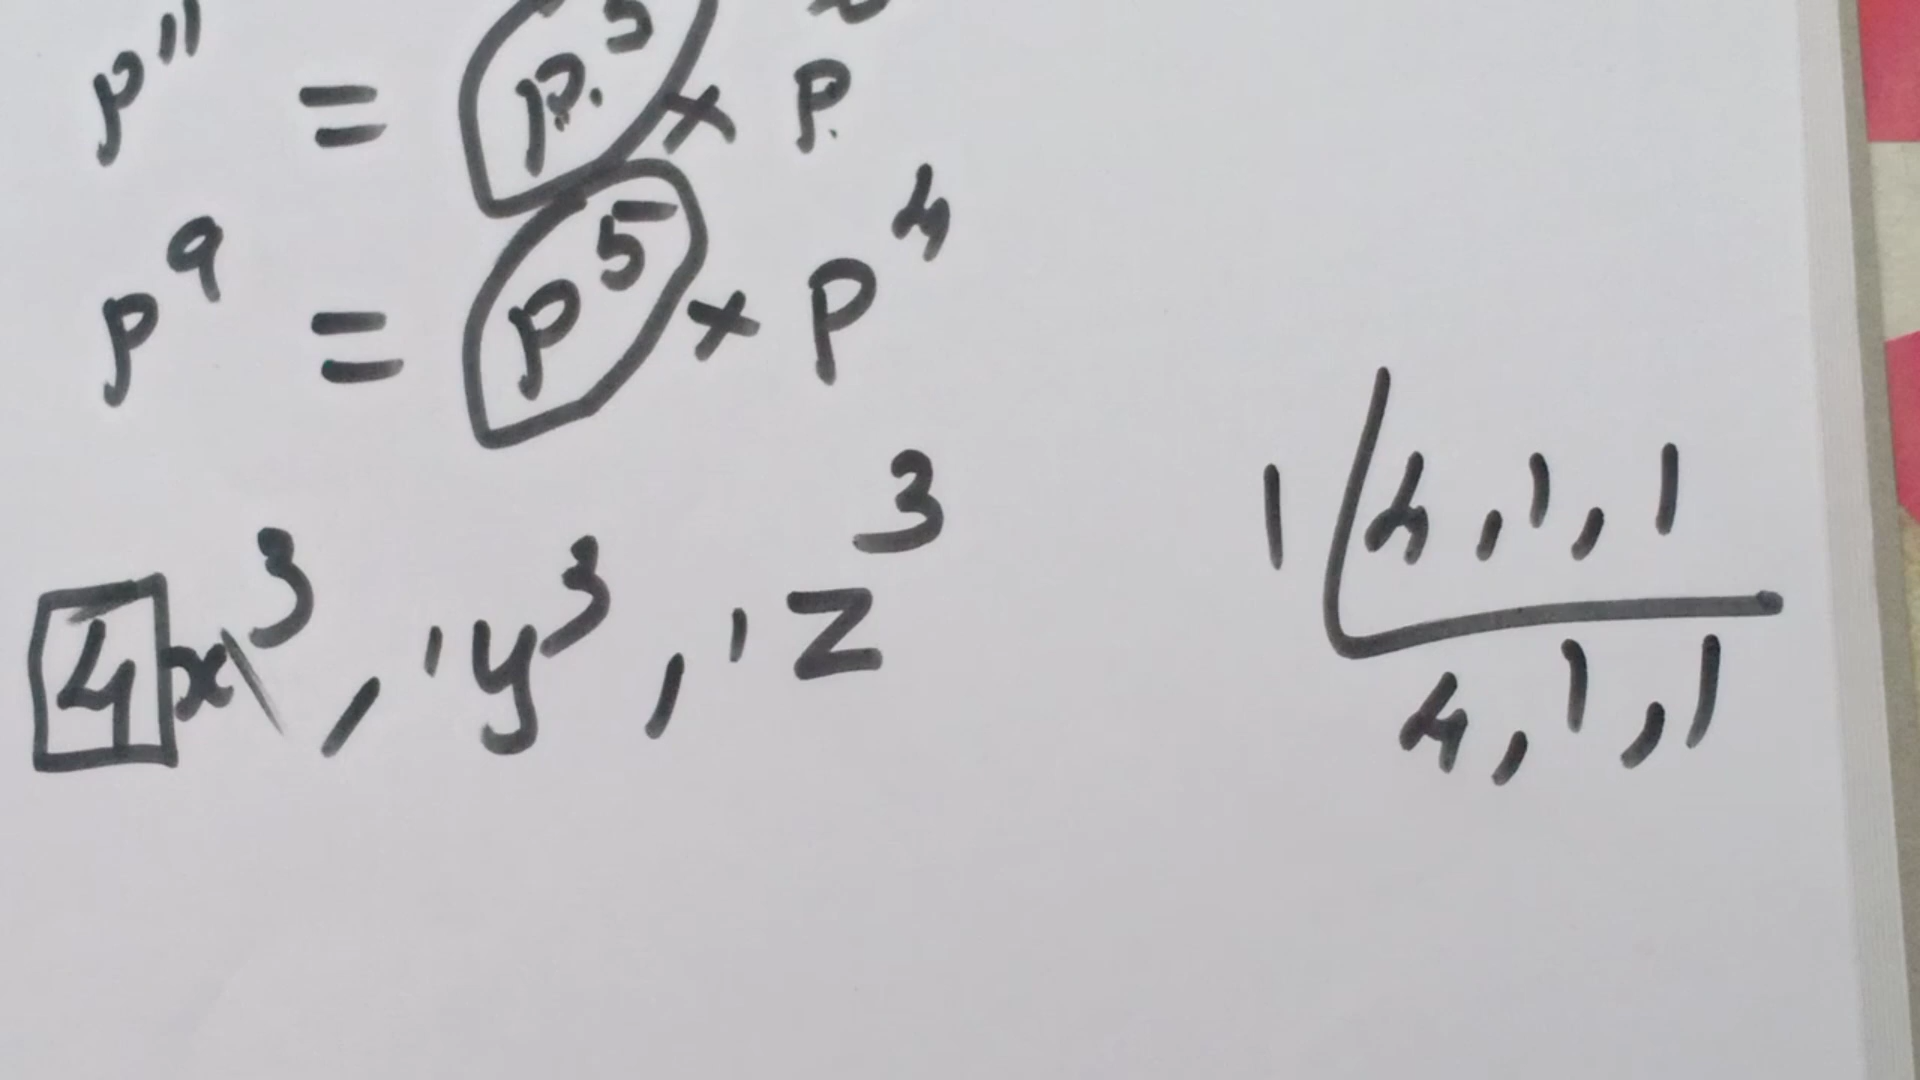 p¹¹ = p⁵ × p
p⁹ = p⁵ × p⁴
4x³, 1y³, 1z³
1 4, 1, 1
4, 1, 1